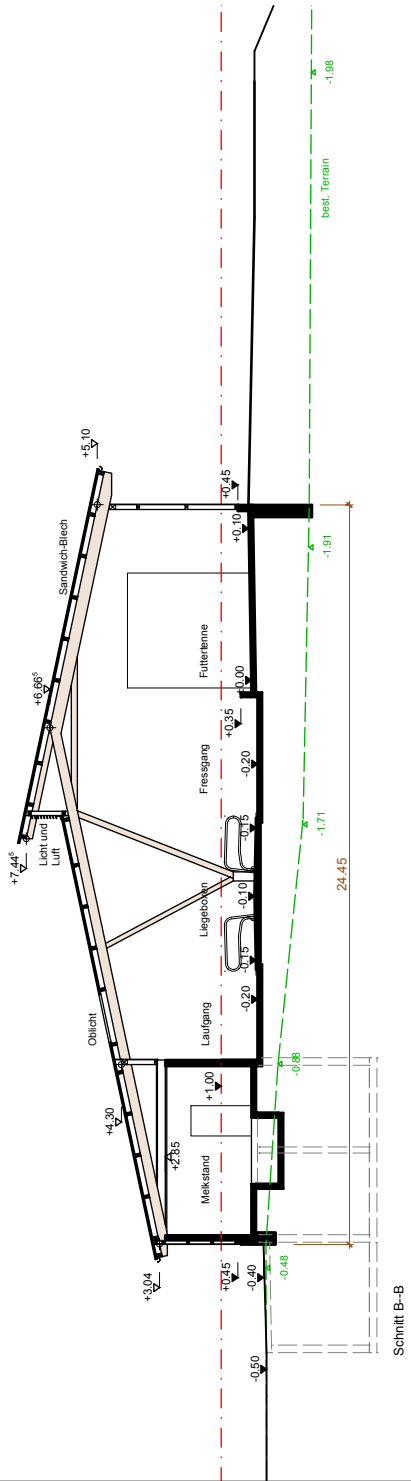 +7.44⁵
Licht und
Luft
+6.66⁵
Sandwich-Blech
+5.10
Oblicht
+4.30
+3.04
+2.85
Melkstand
+1.00
Laufgang
Liegeboxen
Fressgang
Futtertenne
+0.45
-0.40
-0.50
-0.20
-0.15
-0.10
-0.15
-0.20
+0.35
+0.00
+0.10
+0.45
-0.48
-0.88
-1.71
-1.91
best. Terrain
-1.98
24.45
Schnitt B--B